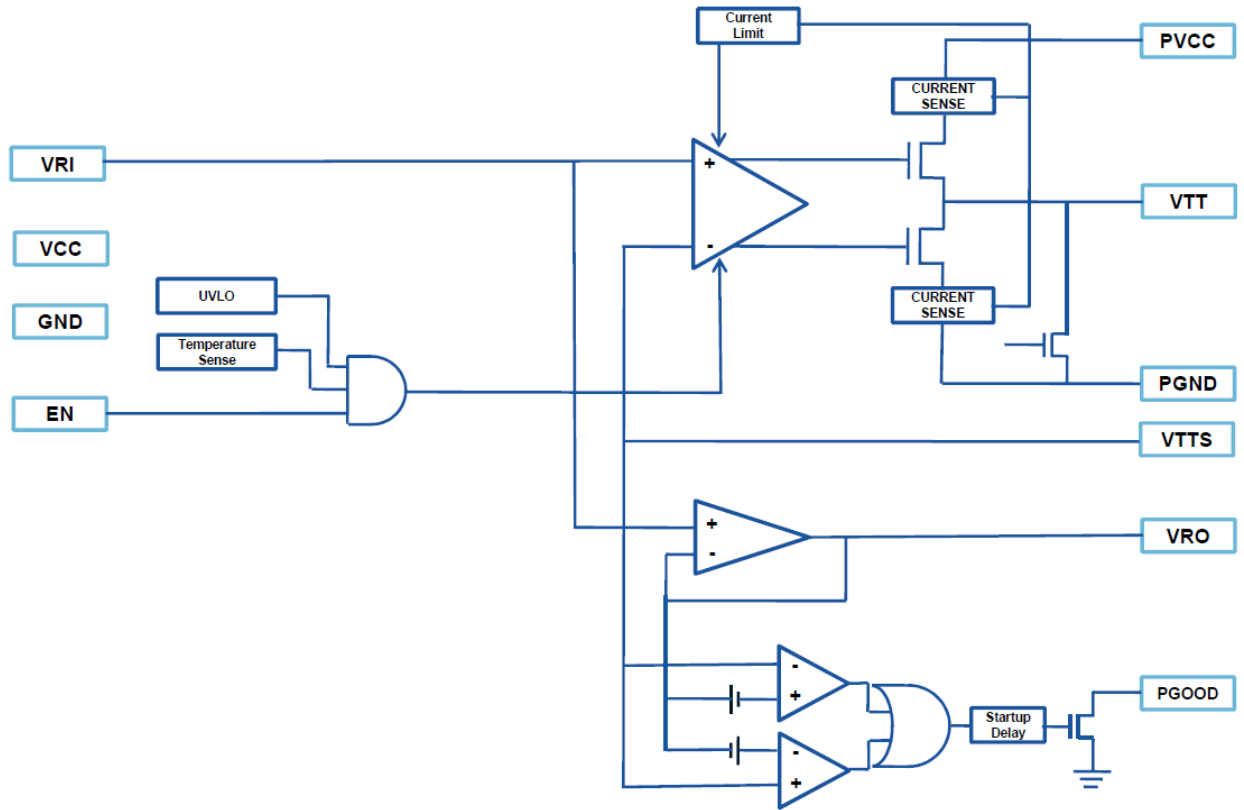 Current
Limit
PVCC
CURRENT
SENSE
VRI
+
VTT
VCC
-
UVLO
CURRENT
SENSE
GND
Temperature
Sense
PGND
EN
VTTS
+
VRO
-
-
PGOOD
+
Startup
Delay
-
+